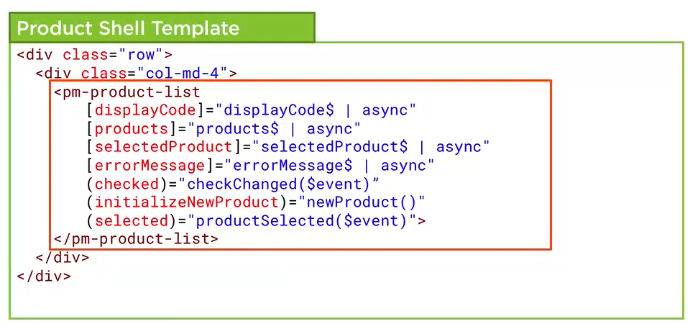 Product Shell Template
<div class="row">
  <div class="col-md-4">
    <pm-product-list
        [displayCode]="displayCode$ | async"
        [products]="products$ | async"
        [selectedProduct]="selectedProduct$ | async"
        [errorMessage]="errorMessage$ | async"
        (checked)="checkChanged($event)”
        (initializeNewProduct)="newProduct()"
        (selected)="productSelected($event)">
    </pm-product-list>
  </div>
</div>